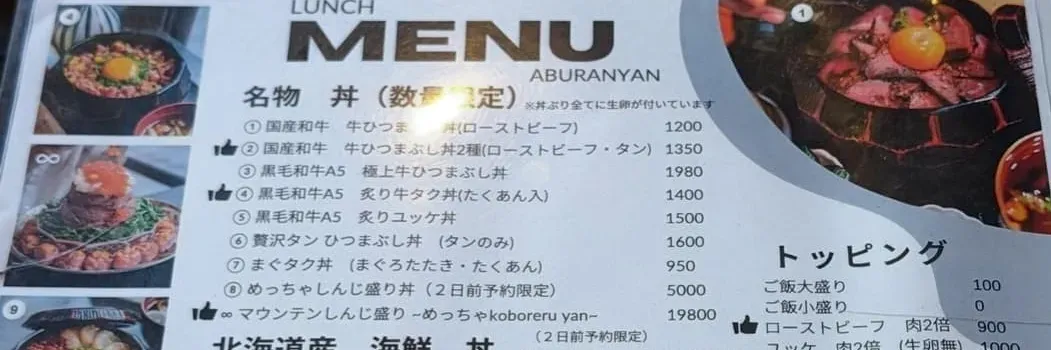 LUNCH
MENU
ABURANYAN
名物 丼（数量限定）※丼ぶり全てに生卵が付いています
① 国産和牛 牛ひつま 丼(ローストビーフ) 1200
② 国産和牛 牛ひつまぶし丼2種(ローストビーフ・タン) 1350
③ 黒毛和牛A5 極上牛ひつまぶし丼 1980
④ 黒毛和牛A5 炙り牛タク丼(たくあん入) 1400
⑤ 黒毛和牛A5 炙りユッケ丼 1500
⑥ 贅沢タン ひつまぶし丼 (タンのみ) 1600
⑦ まぐタク丼 (まぐろたたき・たくあん) 950
⑧ めっちゃしんじ盛り丼（２日前予約限定） 5000
∞ マウンテンしんじ盛り ~めっちゃkoboreru yan~ 19800
（２日前予約限定）
北海道産 海鮮 丼
トッピング
ご飯大盛り 100
ご飯小盛り 0
ローストビーフ 肉2倍 900
ユッケ 肉2倍 (生卵無) 1000
4
∞
9
1